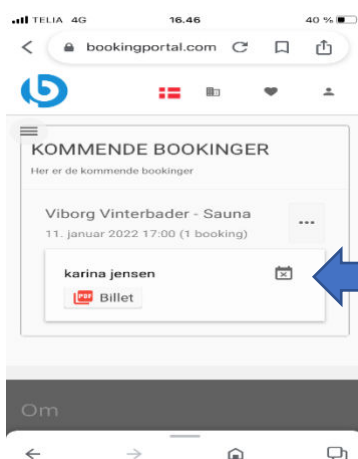 TELIA 4G 16.46 40 %
bookingportal.com
KOMMENDE BOOKINGER
Her er de kommende bookinger
Viborg Vinterbader - Sauna
11. januar 2022 17:00 (1 booking)
karina jensen
PDF Billet
Om